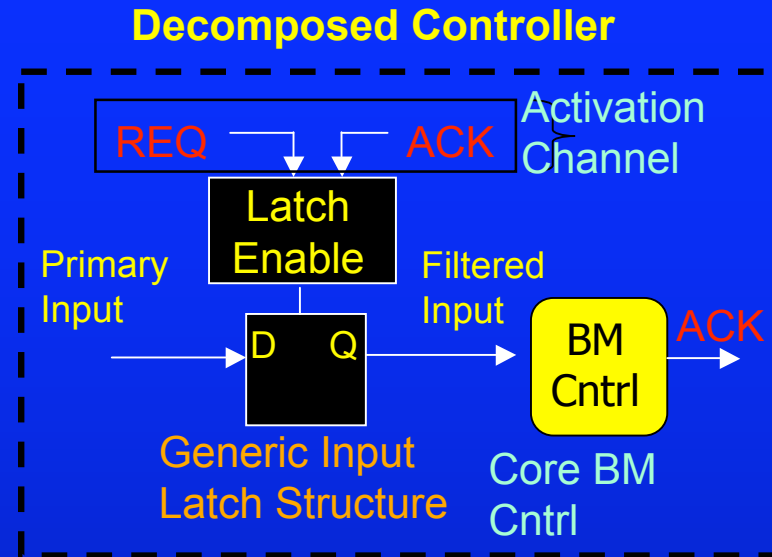 Decomposed Controller
REQ
ACK
Activation
Channel
Latch
Enable
Primary
Input
Filtered
Input
D
Q
BM
Cntrl
ACK
Generic Input
Latch Structure
Core BM
Cntrl